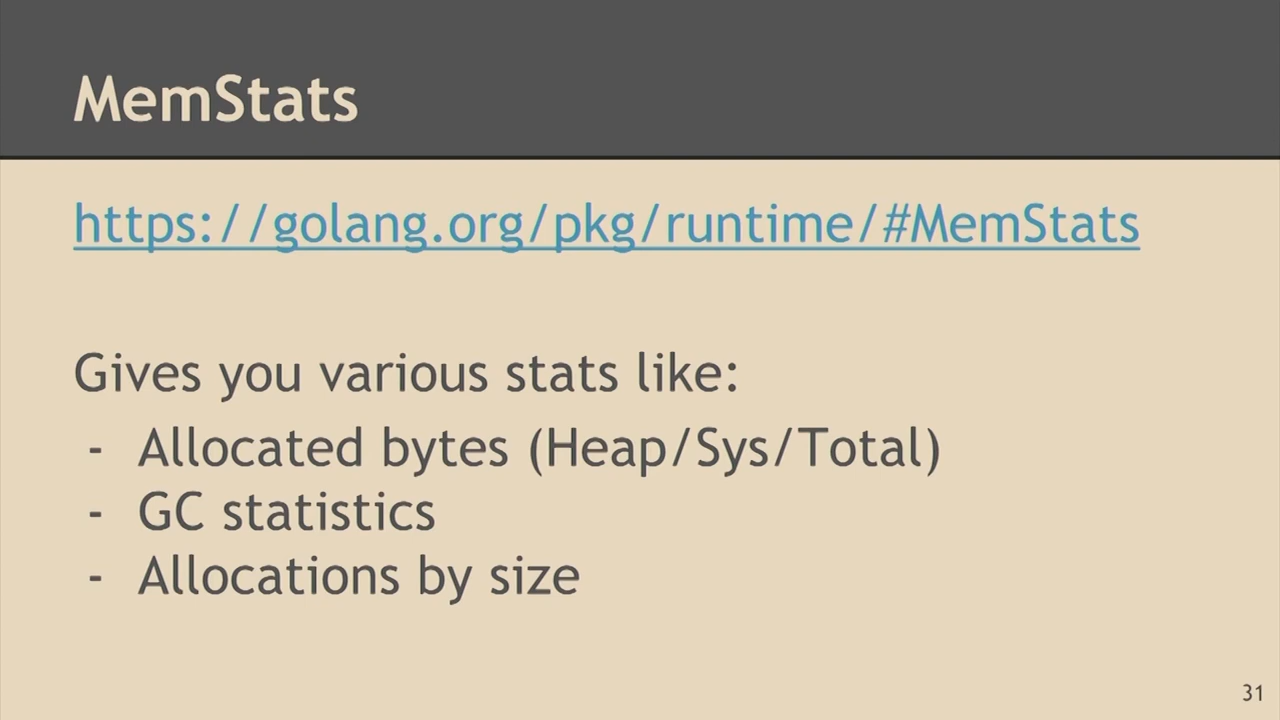 MemStats
https://golang.org/pkg/runtime/#MemStats
Gives you various stats like:
- Allocated bytes (Heap/Sys/Total)
- GC statistics
- Allocations by size
31